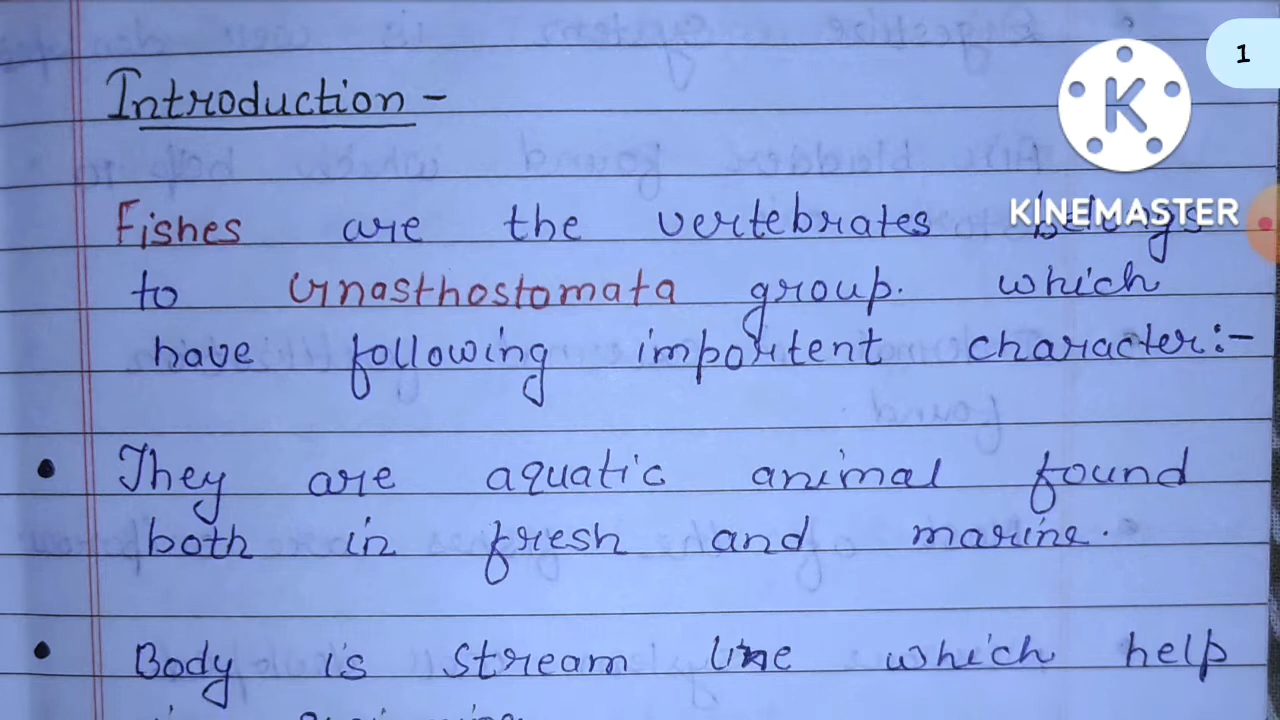 1
Introduction -
KINEMASTER
Fishes are the vertebrates belongs
to Gnasthostomata group. which
have following importent character:-
• They are aquatic animal found
both in fresh and marine.
• Body is stream line which help